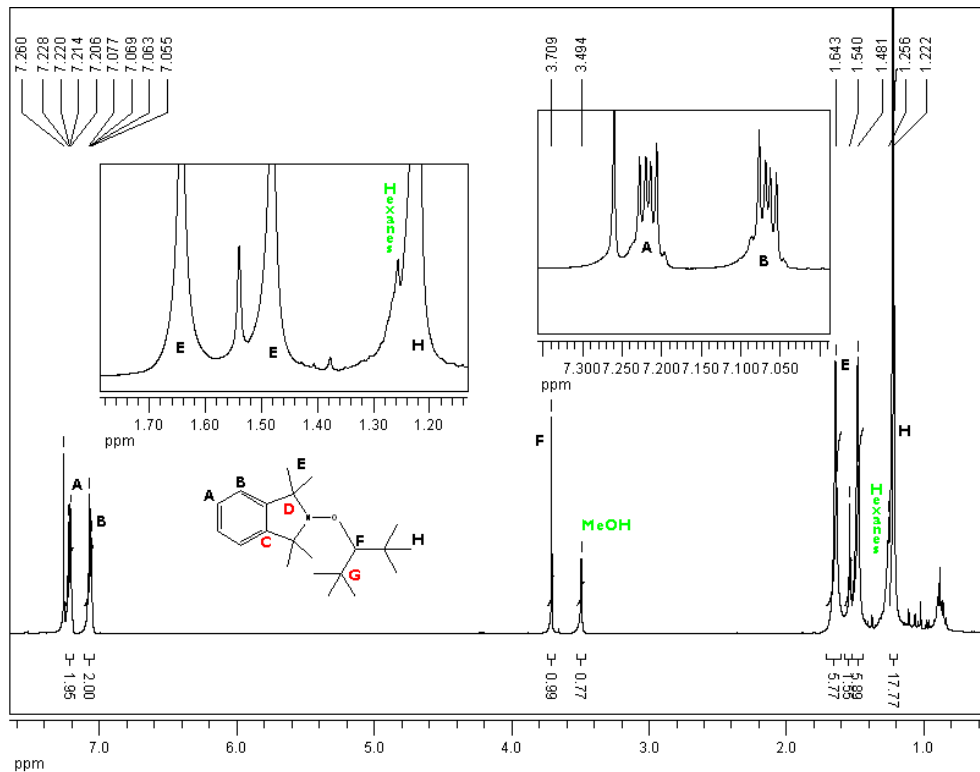 7.260
7.228
7.220
7.214
7.206
7.077
7.069
7.063
7.055
3.709
3.494
1.643
1.540
1.481
1.256
1.222
Hexanes
E
E
H
1.70
1.60
1.50
1.40
1.30
1.20
ppm
A
B
7.300
7.250
7.200
7.150
7.100
7.050
ppm
E
H
F
A
B
Hexanes
MeOH
E
B
A
D
N
O
F
H
C
G
1.96
2.00
0.99
0.77
5.77
5.89
17.77
7.0
6.0
5.0
4.0
3.0
2.0
1.0
ppm